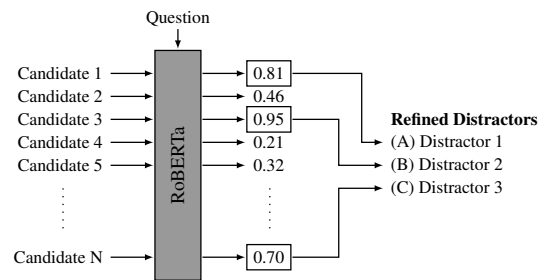 Question
Candidate 1
Candidate 2
Candidate 3
Candidate 4
Candidate 5
Candidate N
RoBERTa
0.81
0.46
0.95
0.21
0.32
0.70
Refined Distractors
(A) Distractor 1
(B) Distractor 2
(C) Distractor 3